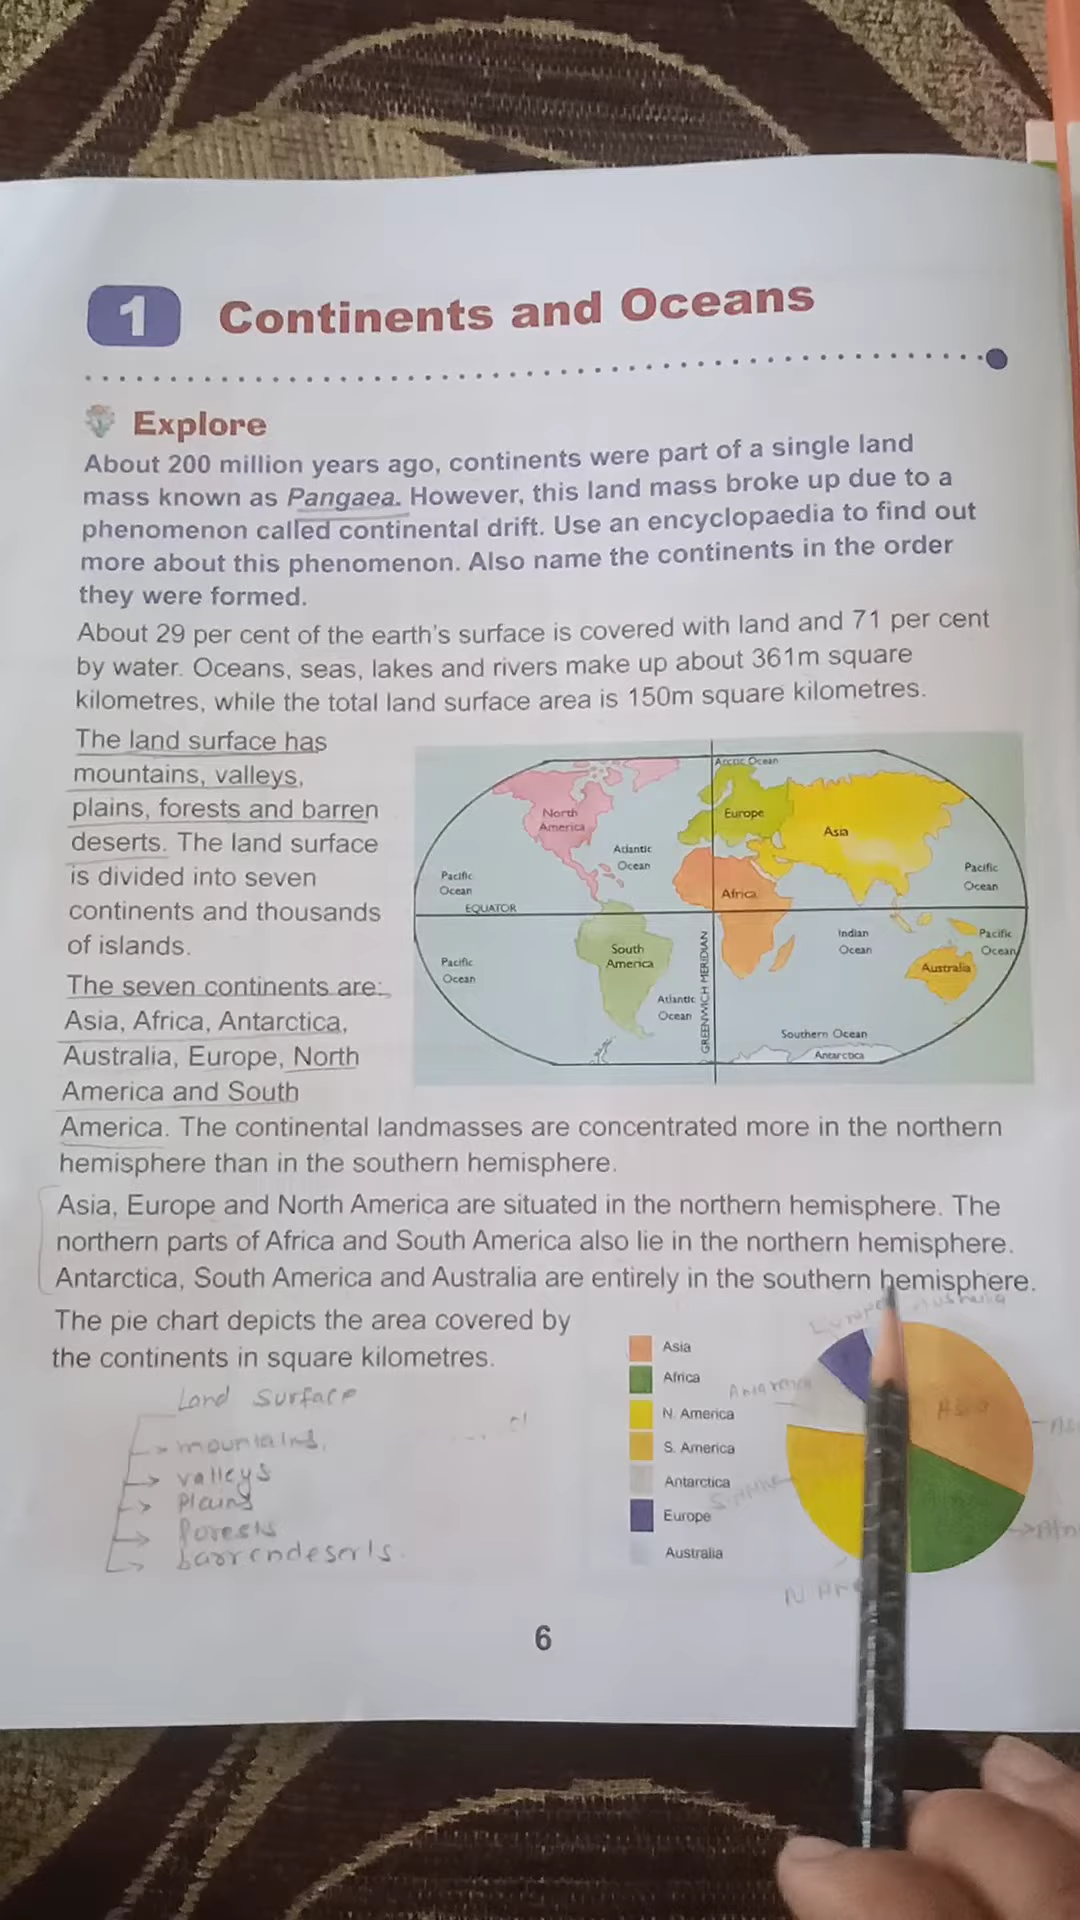 1 Continents and Oceans
Explore
About 200 million years ago, continents were part of a single land
mass known as Pangaea. However, this land mass broke up due to a
phenomenon called continental drift. Use an encyclopaedia to find out
more about this phenomenon. Also name the continents in the order
they were formed.
About 29 per cent of the earth's surface is covered with land and 71 per cent
by water. Oceans, seas, lakes and rivers make up about 361m square
kilometres, while the total land surface area is 150m square kilometres.
The land surface has
mountains, valleys,
plains, forests and barren
deserts. The land surface
is divided into seven
continents and thousands
of islands.
The seven continents are:
Asia, Africa, Antarctica,
Australia, Europe, North
America and South
America. The continental landmasses are concentrated more in the northern
hemisphere than in the southern hemisphere.
Arctic Ocean
North
America
Europe
Asia
Atlantic
Ocean
Pacific
Ocean
Africa
Pacific
Ocean
EQUATOR
South
America
Indian
Ocean
Pacific
Ocean
Pacific
Ocean
Australia
Atlantic
Ocean
GREENWICH MERIDIAN
Southern Ocean
Antarctica
Asia, Europe and North America are situated in the northern hemisphere. The
northern parts of Africa and South America also lie in the northern hemisphere.
Antarctica, South America and Australia are entirely in the southern hemisphere.
The pie chart depicts the area covered by
the continents in square kilometres.
Land surface
mountains,
valleys
Plains
forests
barrendeserts.
Asia
Africa
N. America
S. America
Antarctica
Europe
Australia
Australia
Asia
6